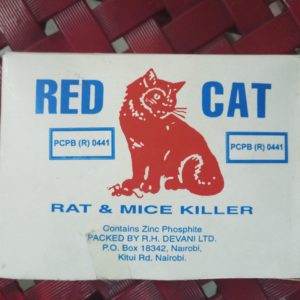 RED CAT
PCPB (R) 0441
PCPB (R) 0441
RAT & MICE KILLER
Contains Zinc Phosphite
PACKED BY R.H. DEVANI LTD.
P.O. Box 18342, Nairobi,
Kitui Rd. Nairobi.